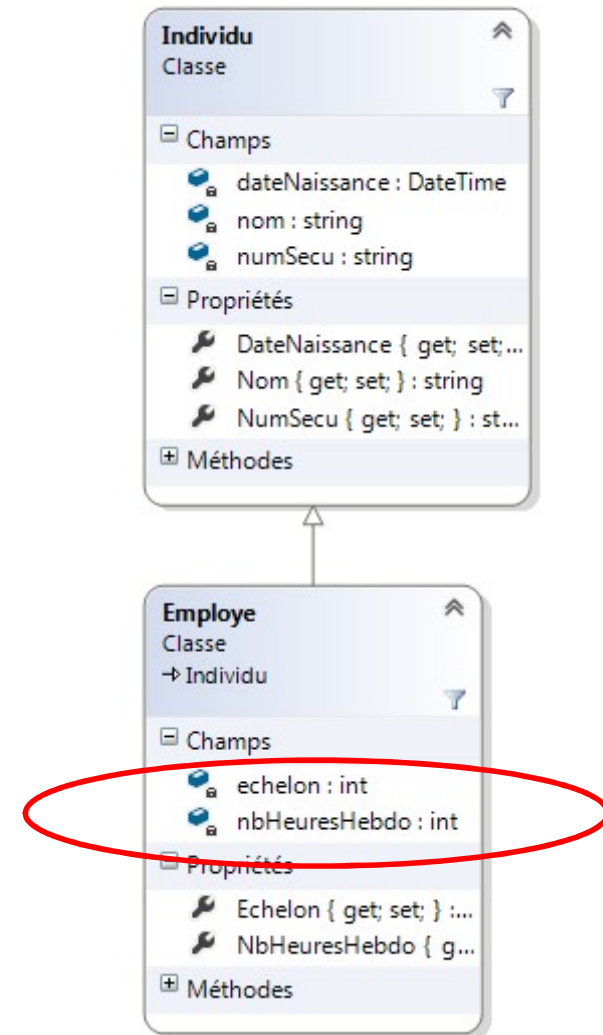 Individu
Classe
Champs
dateNaissance : DateTime
nom : string
numSecu : string
Propriétés
DateNaissance { get; set;...
Nom { get; set; } : string
NumSecu { get; set; } : st...
Méthodes
Employe
Classe
Individu
Champs
echelon : int
nbHeuresHebdo : int
Propriétés
Echelon { get; set; } :...
NbHeuresHebdo { g...
Méthodes